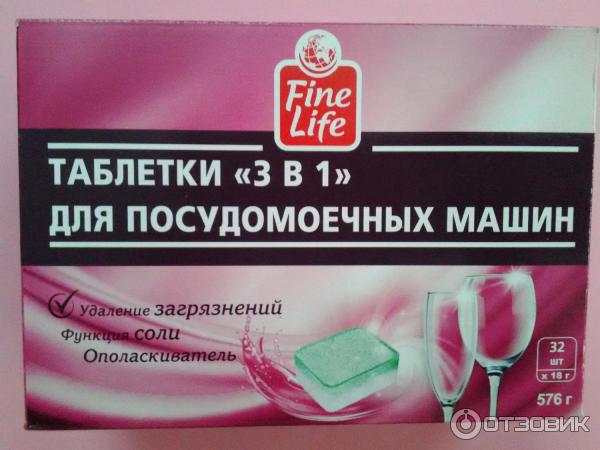 Fine
Life
ТАБЛЕТКИ «3 В 1»
ДЛЯ ПОСУДОМОЕЧНЫХ МАШИН
Удаление загрязнений
Функция соли
Ополаскиватель
32
шт
x 18 г
576 г
ОТЗОВИК